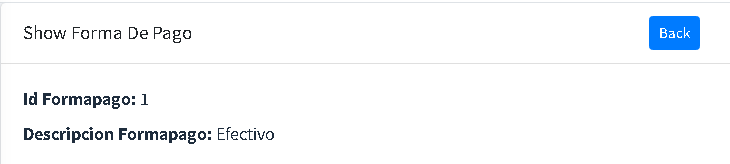 Show Forma De Pago
Back
Id Formapago: 1
Descripcion Formapago: Efectivo